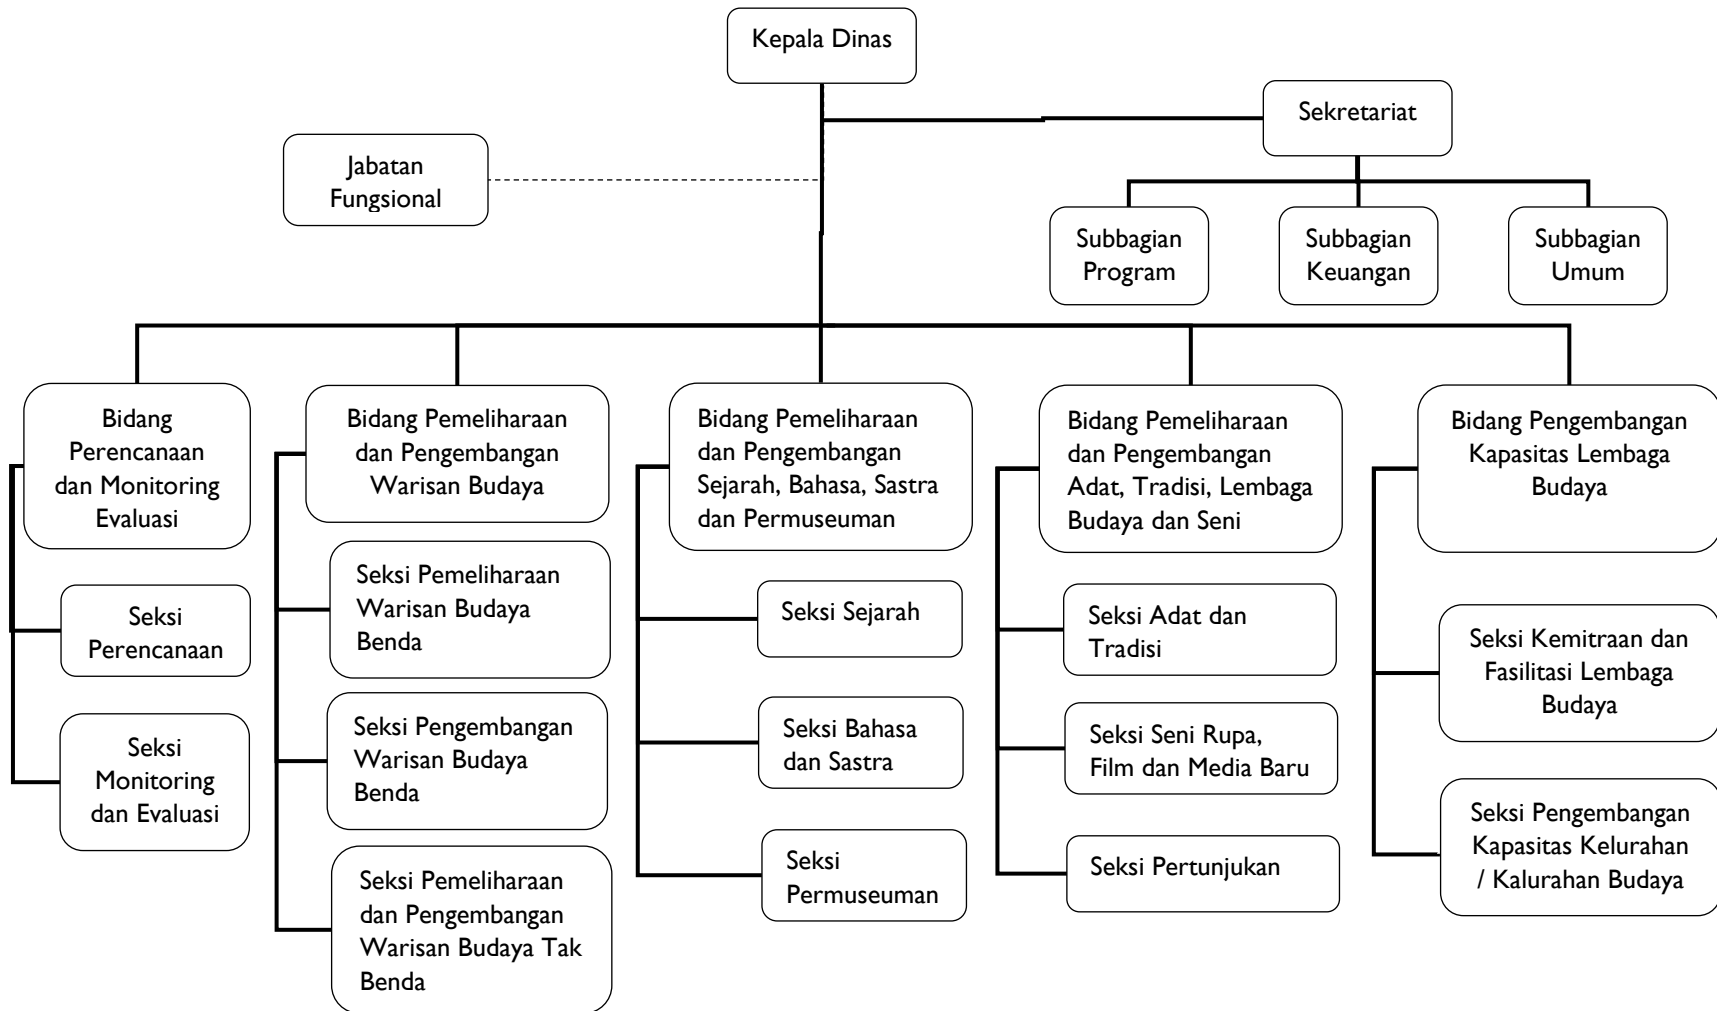 Kepala Dinas
Sekretariat
Jabatan
Fungsional
Subbagian
Program
Subbagian
Keuangan
Subbagian
Umum
Bidang
Perencanaan
dan Monitoring
Evaluasi
Bidang Pemeliharaan
dan Pengembangan
Warisan Budaya
Bidang Pemeliharaan
dan Pengembangan
Sejarah, Bahasa, Sastra
dan Permuseuman
Bidang Pemeliharaan
dan Pengembangan
Adat, Tradisi, Lembaga
Budaya dan Seni
Bidang Pengembangan
Kapasitas Lembaga
Budaya
Seksi
Perencanaan
Seksi
Monitoring
dan Evaluasi
Seksi Pemeliharaan
Warisan Budaya
Benda
Seksi Pengembangan
Warisan Budaya
Benda
Seksi Pemeliharaan
dan Pengembangan
Warisan Budaya Tak
Benda
Seksi Sejarah
Seksi Bahasa
dan Sastra
Seksi
Permuseuman
Seksi Adat dan
Tradisi
Seksi Seni Rupa,
Film dan Media Baru
Seksi Pertunjukan
Seksi Kemitraan dan
Fasilitasi Lembaga
Budaya
Seksi Pengembangan
Kapasitas Kelurahan
/ Kalurahan Budaya